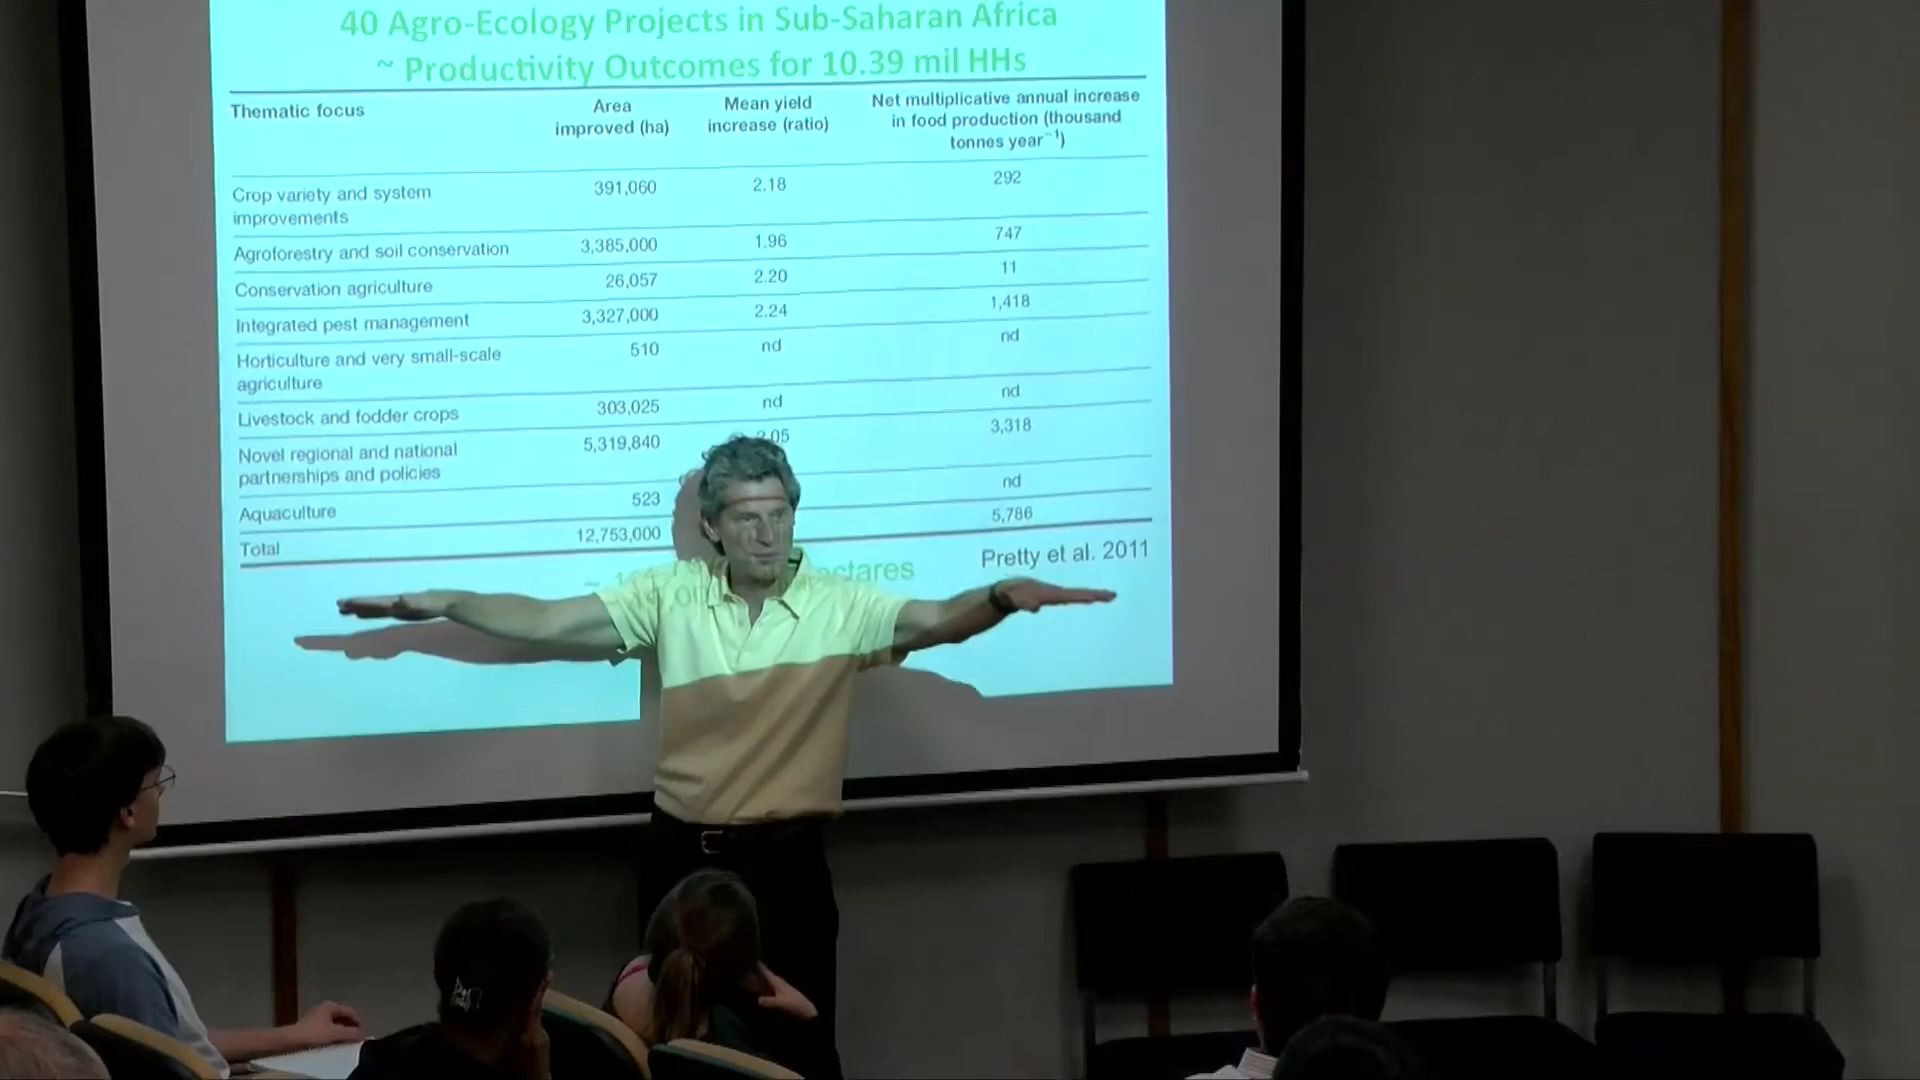 40 Agro-Ecology Projects in Sub-Saharan Africa
~ Productivity Outcomes for 10.39 mil HHs
Thematic focus
Area
improved (ha)
Mean yield
increase (ratio)
Net multiplicative annual increase
in food production (thousand
tonnes year⁻¹)
Crop variety and system
improvements
391,060 2.18 292
Agroforestry and soil conservation 3,385,000 1.96 747
Conservation agriculture 26,057 2.20 11
Integrated pest management 3,327,000 2.24 1,418
Horticulture and very small-scale
agriculture
510 nd nd
Livestock and fodder crops 303,025 nd nd
Novel regional and national
partnerships and policies
5,319,840 2.05 3,318
Aquaculture 523 nd
Total 12,753,000 5,786
Pretty et al. 2011